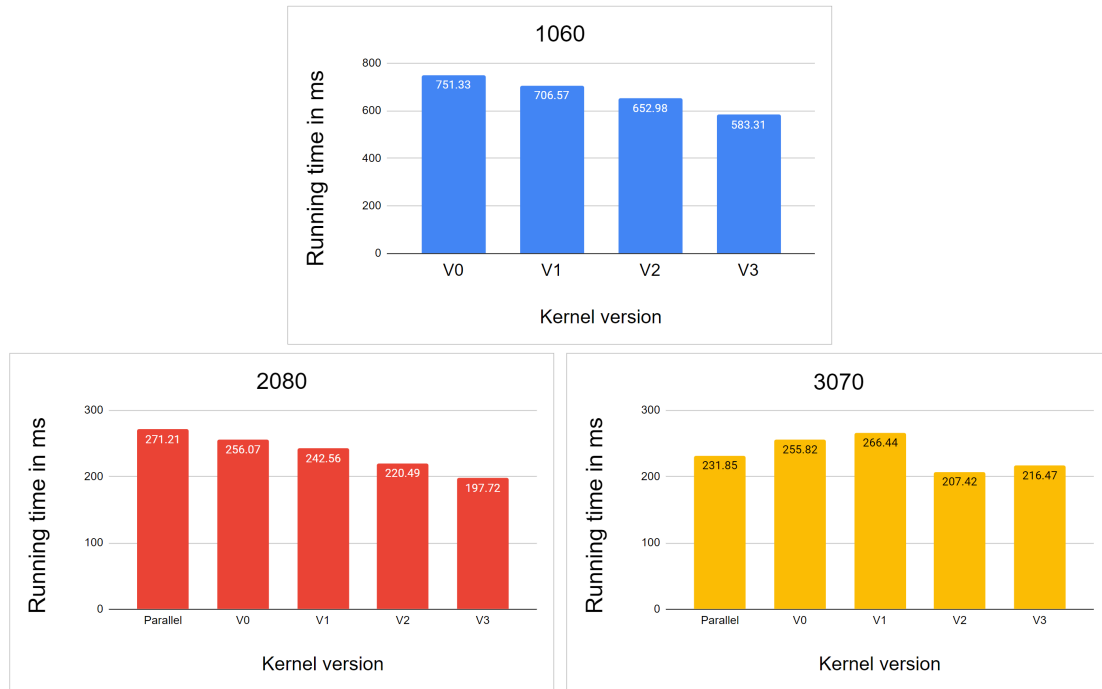 1060
Running time in ms
800
600
400
200
0
751.33
706.57
652.98
583.31
V0
V1
V2
V3
Kernel version
2080
Running time in ms
300
200
100
0
271.21
256.07
242.56
220.49
197.72
Parallel
V0
V1
V2
V3
Kernel version
3070
Running time in ms
300
200
100
0
231.85
255.82
266.44
207.42
216.47
Parallel
V0
V1
V2
V3
Kernel version